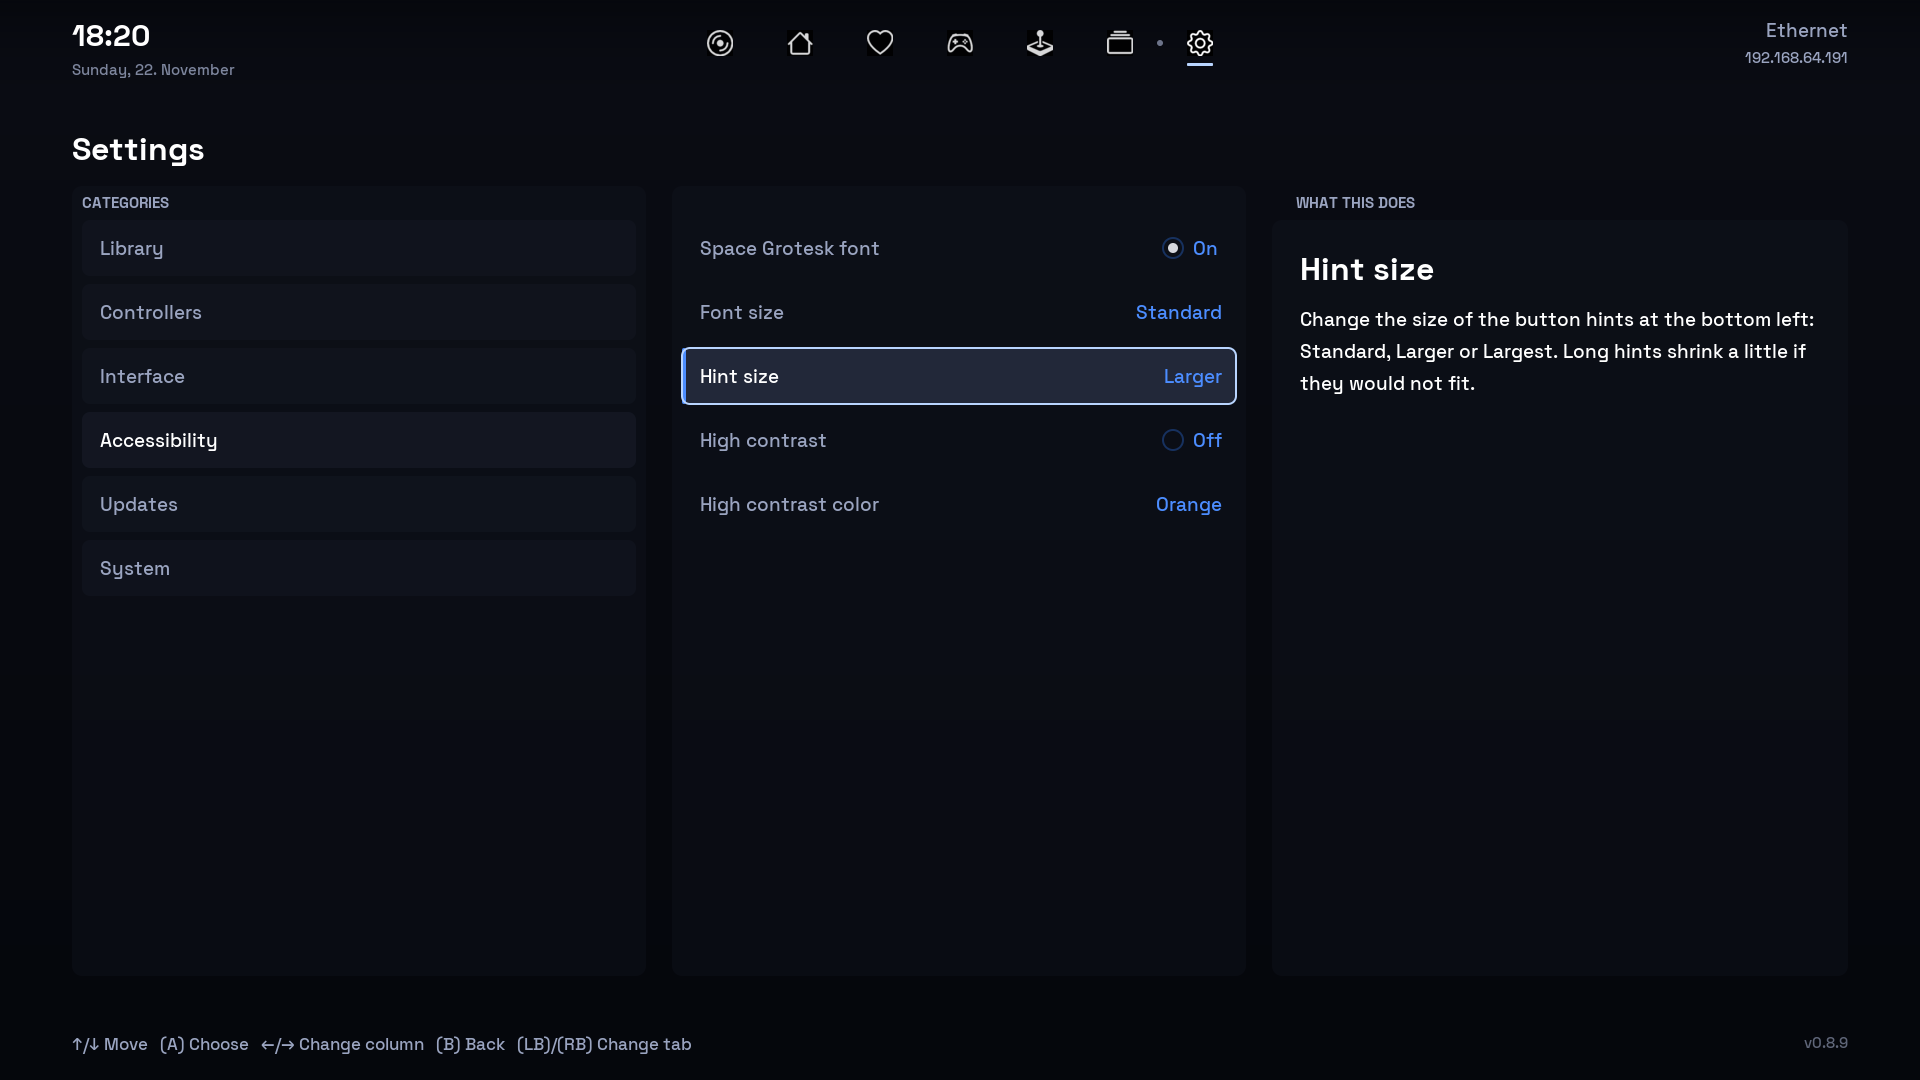 18:20
Sunday, 22. November
Ethernet
192.168.64.191
Settings
CATEGORIES
Library
Controllers
Interface
Accessibility
Updates
System
Space Grotesk font On
Font size Standard
Hint size Larger
High contrast Off
High contrast color Orange
WHAT THIS DOES
Hint size
Change the size of the button hints at the bottom left:
Standard, Larger or Largest. Long hints shrink a little if
they would not fit.
↑/↓ Move (A) Choose ←/→ Change column (B) Back (LB)/(RB) Change tab
v0.8.9